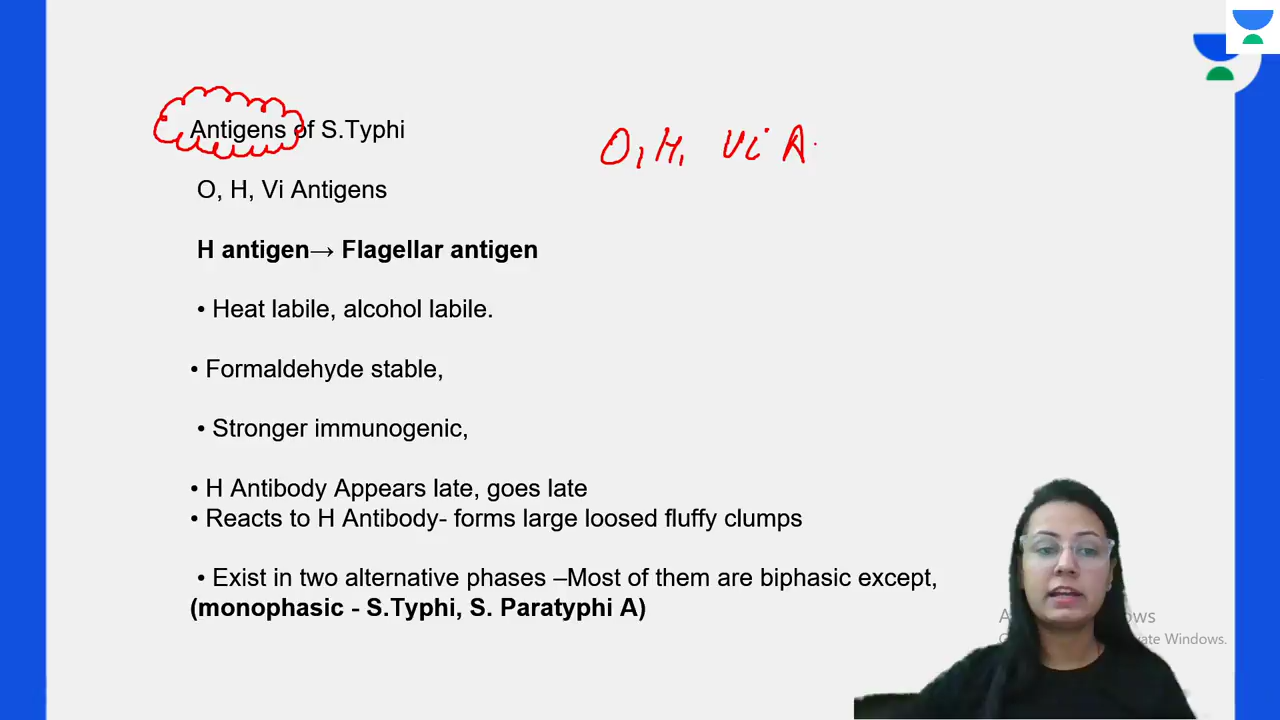 Antigens of S.Typhi
O, H, Vi A
O, H, Vi Antigens
H antigen→ Flagellar antigen
• Heat labile, alcohol labile.
• Formaldehyde stable,
• Stronger immunogenic,
• H Antibody Appears late, goes late
• Reacts to H Antibody- forms large loosed fluffy clumps
• Exist in two alternative phases –Most of them are biphasic except,
(monophasic - S.Typhi, S. Paratyphi A)
Windows.